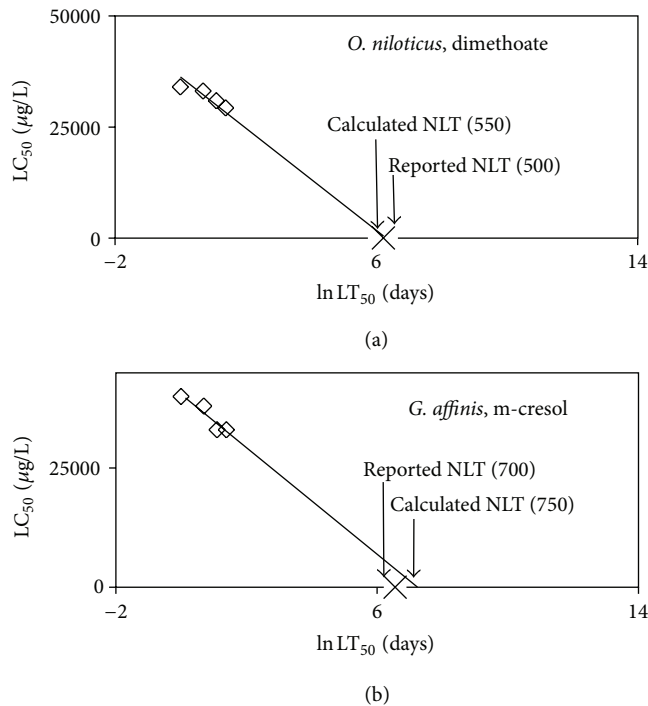 50000
O. niloticus, dimethoate
LC50 (µg/L)
25000
Calculated NLT (550)
Reported NLT (500)
0
−2
6
14
ln LT50 (days)
(a)
G. affinis, m-cresol
LC50 (µg/L)
25000
Reported NLT (700)
Calculated NLT (750)
0
−2
6
14
ln LT50 (days)
(b)